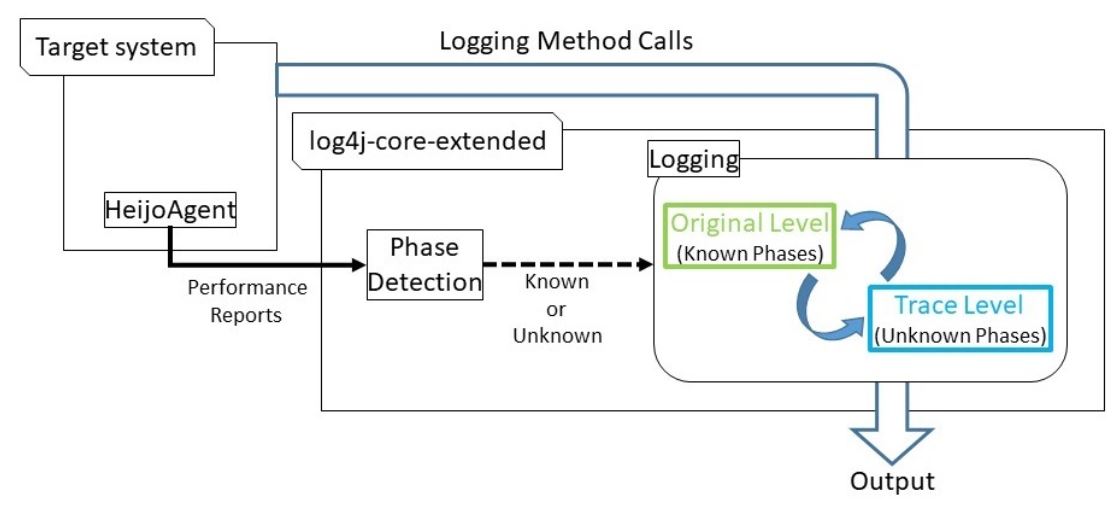 Target system
Logging Method Calls
log4j-core-extended
Logging
HeijoAgent
Original Level
(Known Phases)
Phase
Detection
Performance
Reports
Known
or
Unknown
Trace Level
(Unknown Phases)
Output